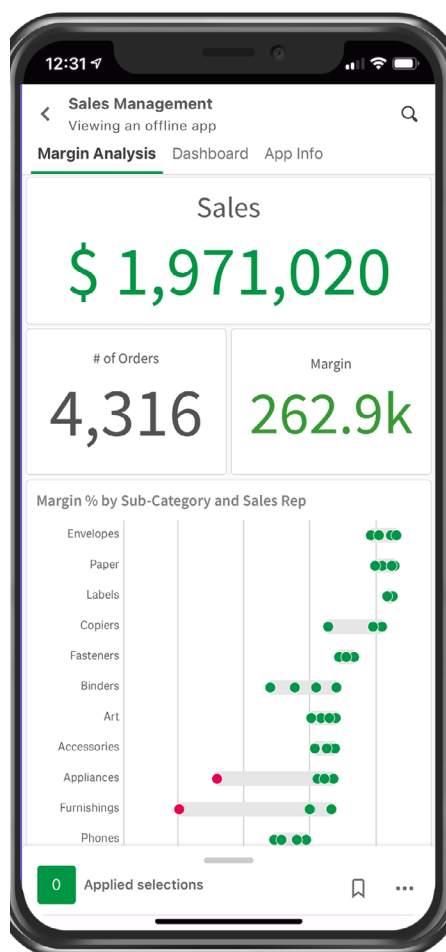 12:31
Sales Management
Viewing an offline app
Margin Analysis Dashboard App Info
Sales
$ 1,971,020
# of Orders
4,316
Margin
262.9k
Margin % by Sub-Category and Sales Rep
Envelopes
Paper
Labels
Copiers
Fasteners
Binders
Art
Accessories
Appliances
Furnishings
Phones
0 Applied selections